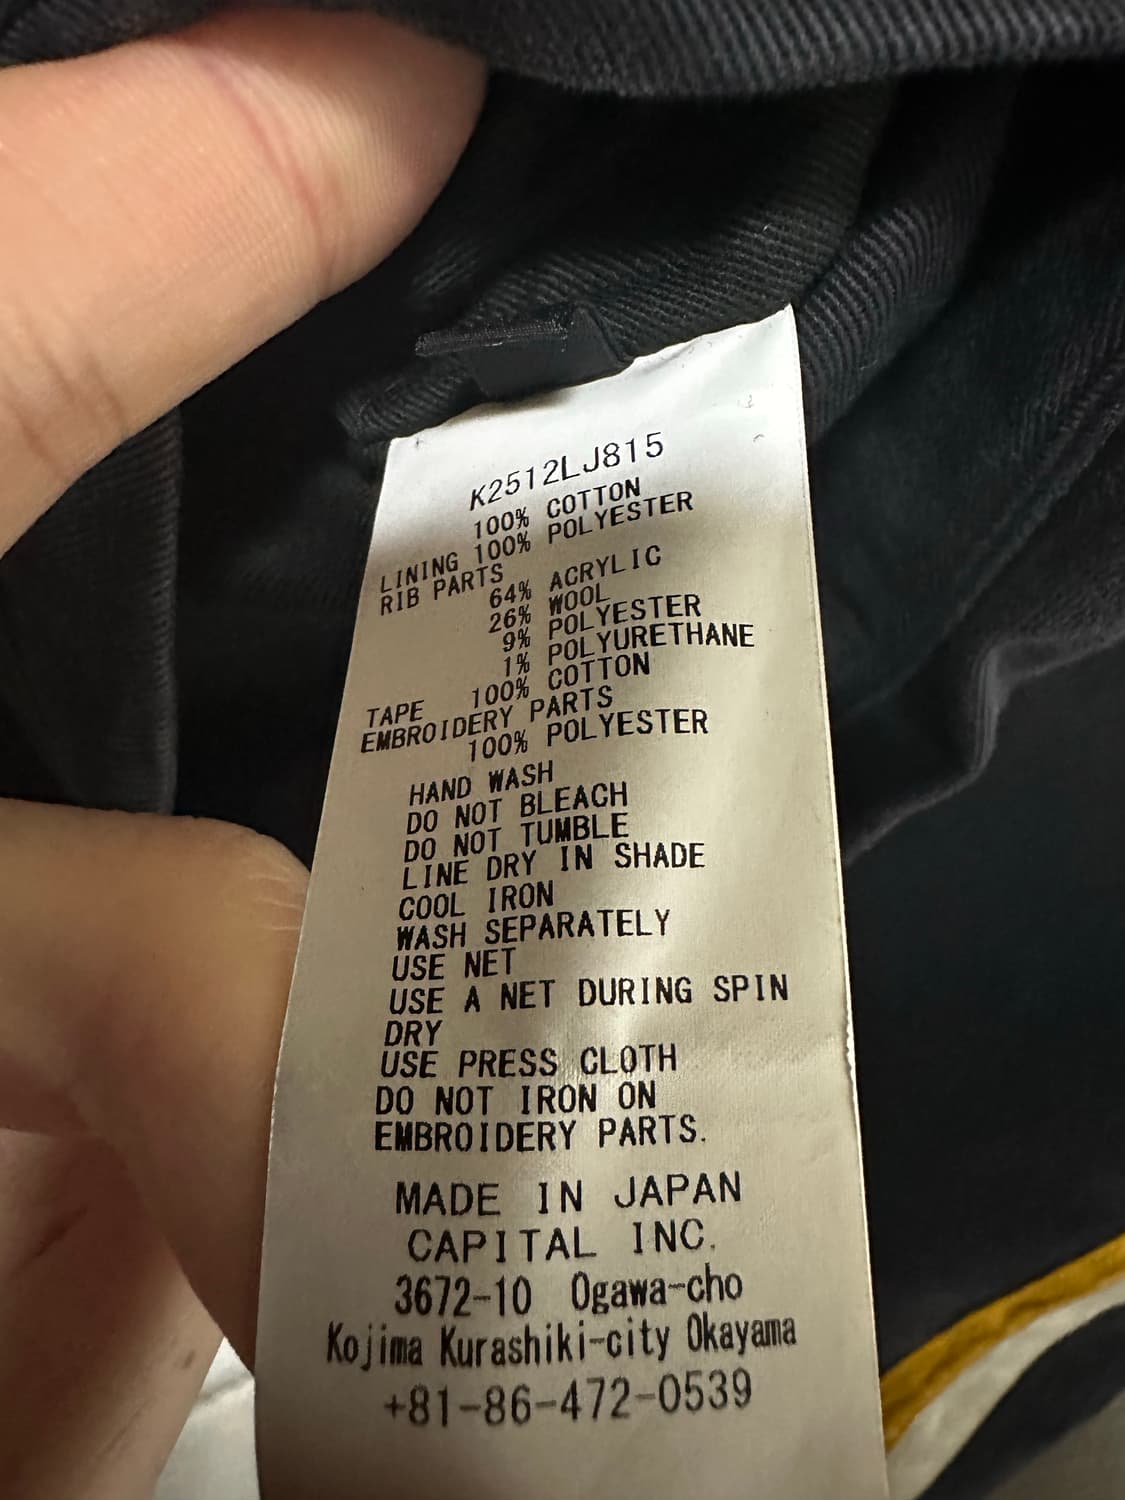 K2512LJ815
100% COTTON
LINING 100% POLYESTER
RIB PARTS
64% ACRYLIC
26% WOOL
9% POLYESTER
1% POLYURETHANE
TAPE 100% COTTON
EMBROIDERY PARTS
100% POLYESTER
HAND WASH
DO NOT BLEACH
DO NOT TUMBLE
LINE DRY IN SHADE
COOL IRON
WASH SEPARATELY
USE NET
USE A NET DURING SPIN
DRY
USE PRESS CLOTH
DO NOT IRON ON
EMBROIDERY PARTS.
MADE IN JAPAN
CAPITAL INC.
3672-10 Ogawa-cho
Kojima Kurashiki-city Okayama
+81-86-472-0539